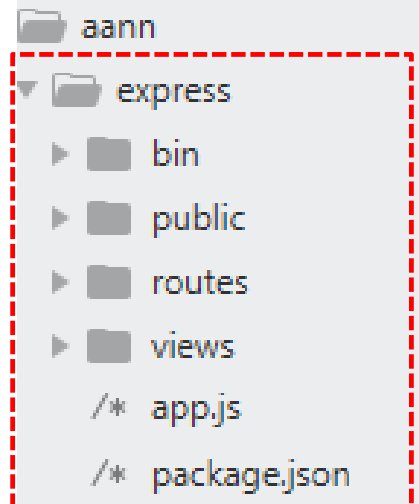 aann
express
bin
public
routes
views
/* app.js
/* package.json